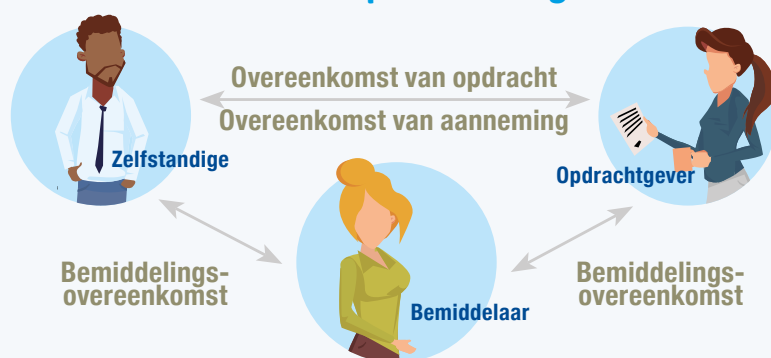 Overeenkomst van opdracht
Overeenkomst van aanneming
Zelfstandige
Opdrachtgever
Bemiddelings-
overeenkomst
Bemiddelings-
overeenkomst
Bemiddelaar